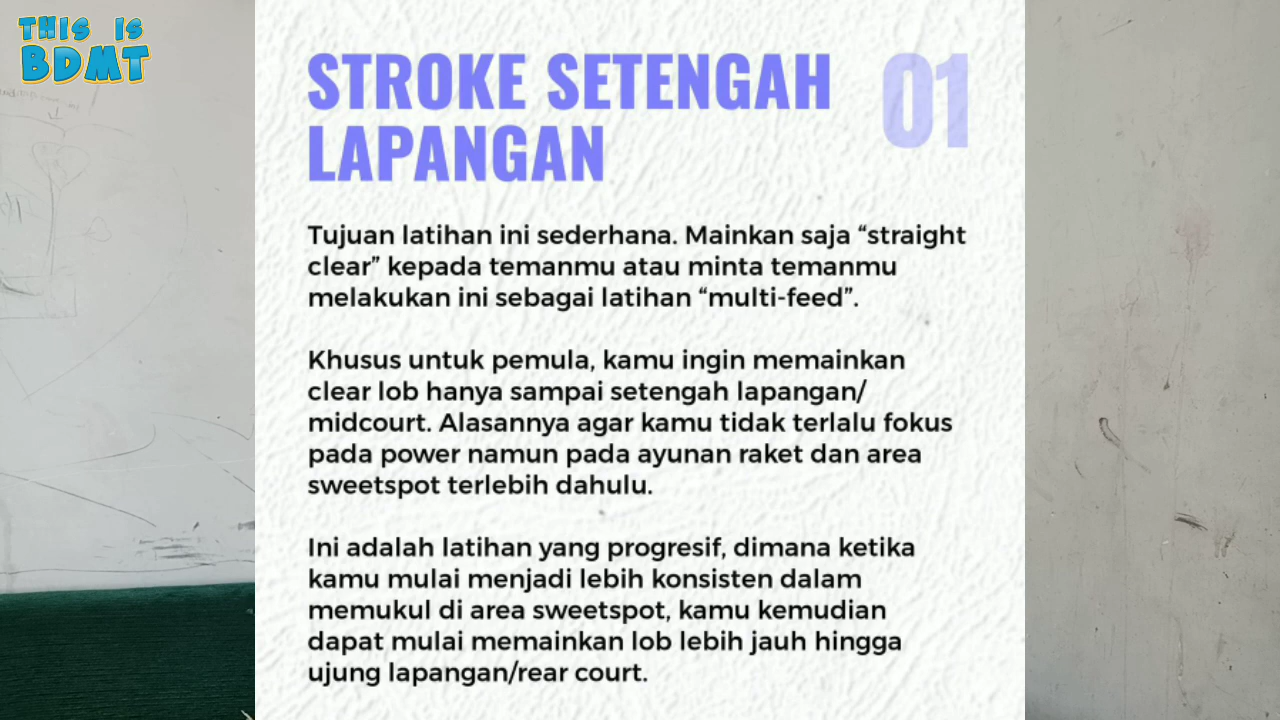 THIS IS
BDMT
STROKE SETENGAH
LAPANGAN
01
Tujuan latihan ini sederhana. Mainkan saja “straight
clear” kepada temanmu atau minta temanmu
melakukan ini sebagai latihan “multi-feed”.
Khusus untuk pemula, kamu ingin memainkan
clear lob hanya sampai setengah lapangan/
midcourt. Alasannya agar kamu tidak terlalu fokus
pada power namun pada ayunan raket dan area
sweetspot terlebih dahulu.
Ini adalah latihan yang progresif, dimana ketika
kamu mulai menjadi lebih konsisten dalam
memukul di area sweetspot, kamu kemudian
dapat mulai memainkan lob lebih jauh hingga
ujung lapangan/rear court.